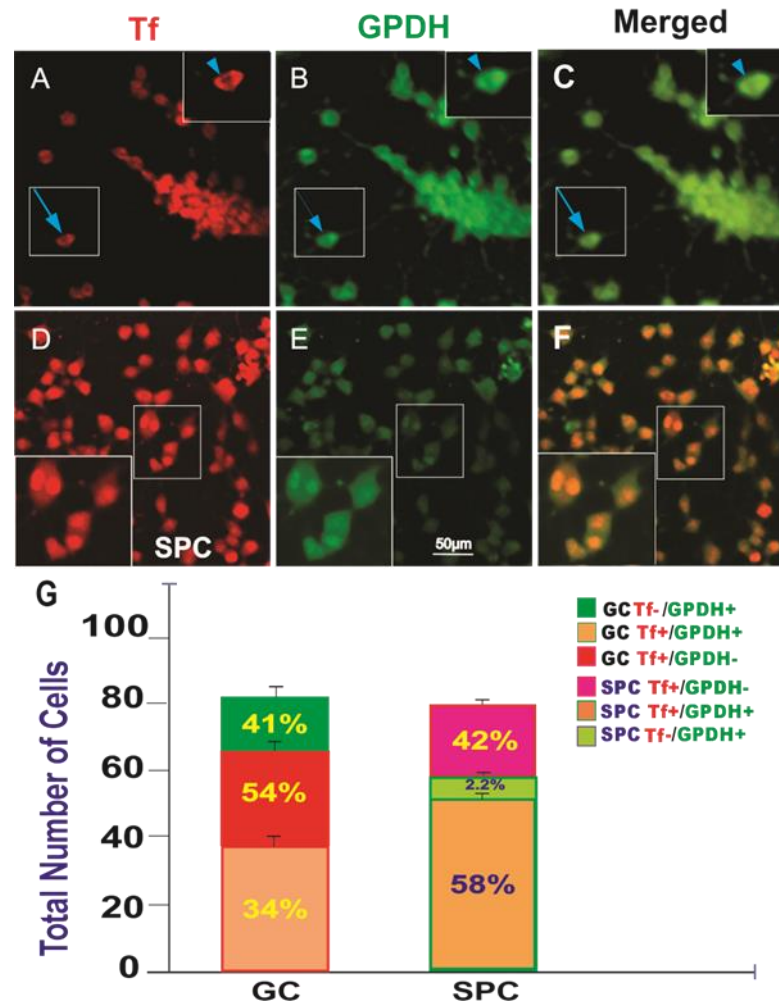 Tf GPDH Merged
A B C
D E F
SPC 50µm
G
100
80
60
40
20
0
Total Number of Cells
41%
54%
34%
42%
2.2%
58%
GC SPC
GC Tf-/GPDH+
GC Tf+/GPDH+
GC Tf+/GPDH-
SPC Tf+/GPDH-
SPC Tf+/GPDH+
SPC Tf-/GPDH+